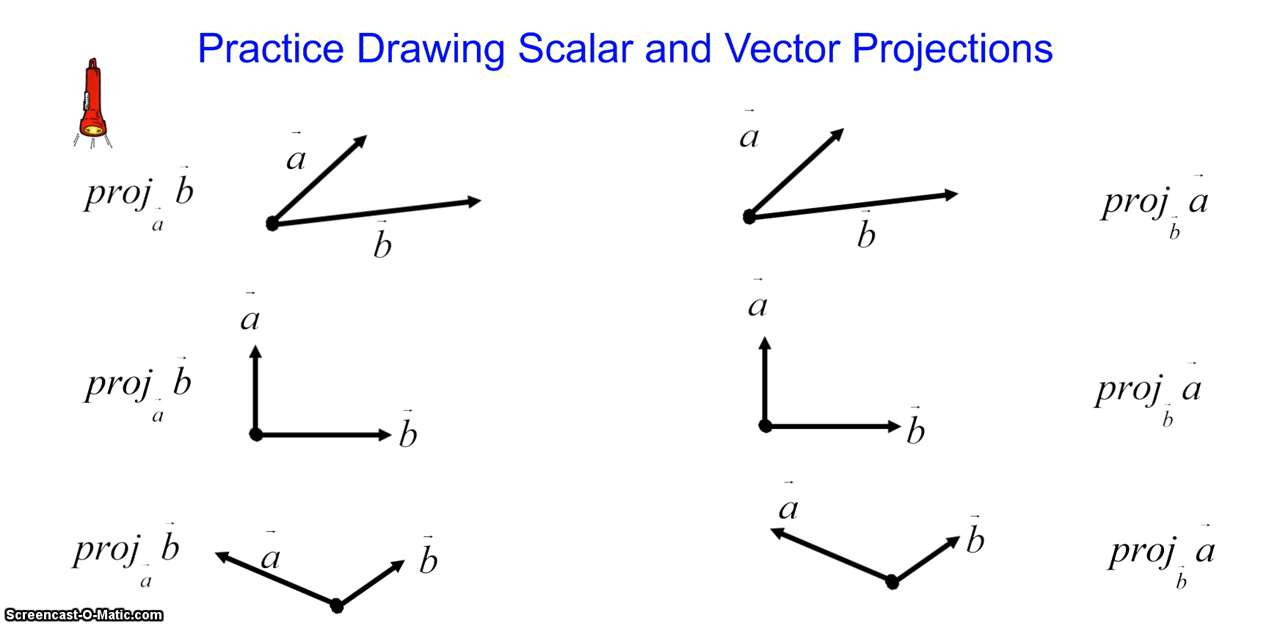 Practice Drawing Scalar and Vector Projections
a⃗
a⃗
proj_a⃗ b⃗
b⃗
b⃗
proj_b⃗ a⃗
a⃗
a⃗
proj_a⃗ b⃗
b⃗
b⃗
proj_b⃗ a⃗
proj_a⃗ b⃗
a⃗
b⃗
a⃗
b⃗
proj_b⃗ a⃗
Screencast-O-Matic.com